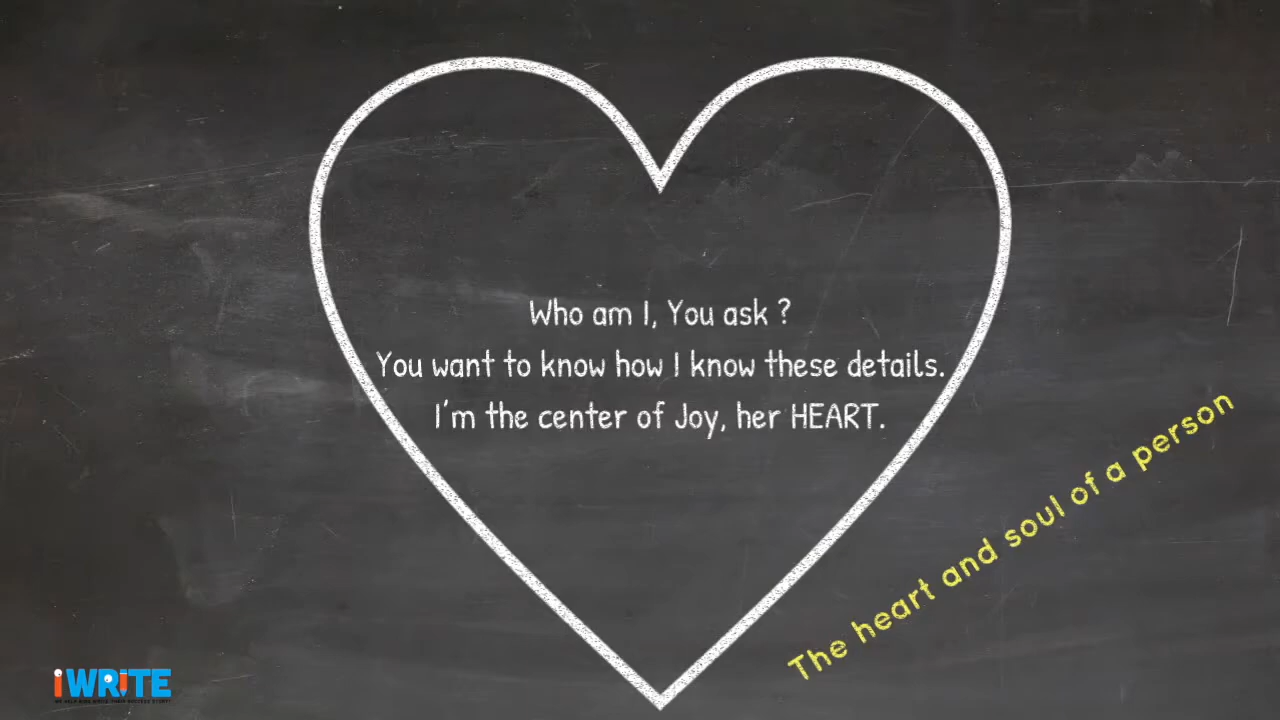 Who am I, You ask ?
You want to know how I know these details.
I'm the center of Joy, her HEART.
The heart and soul of a person
iWRiTE